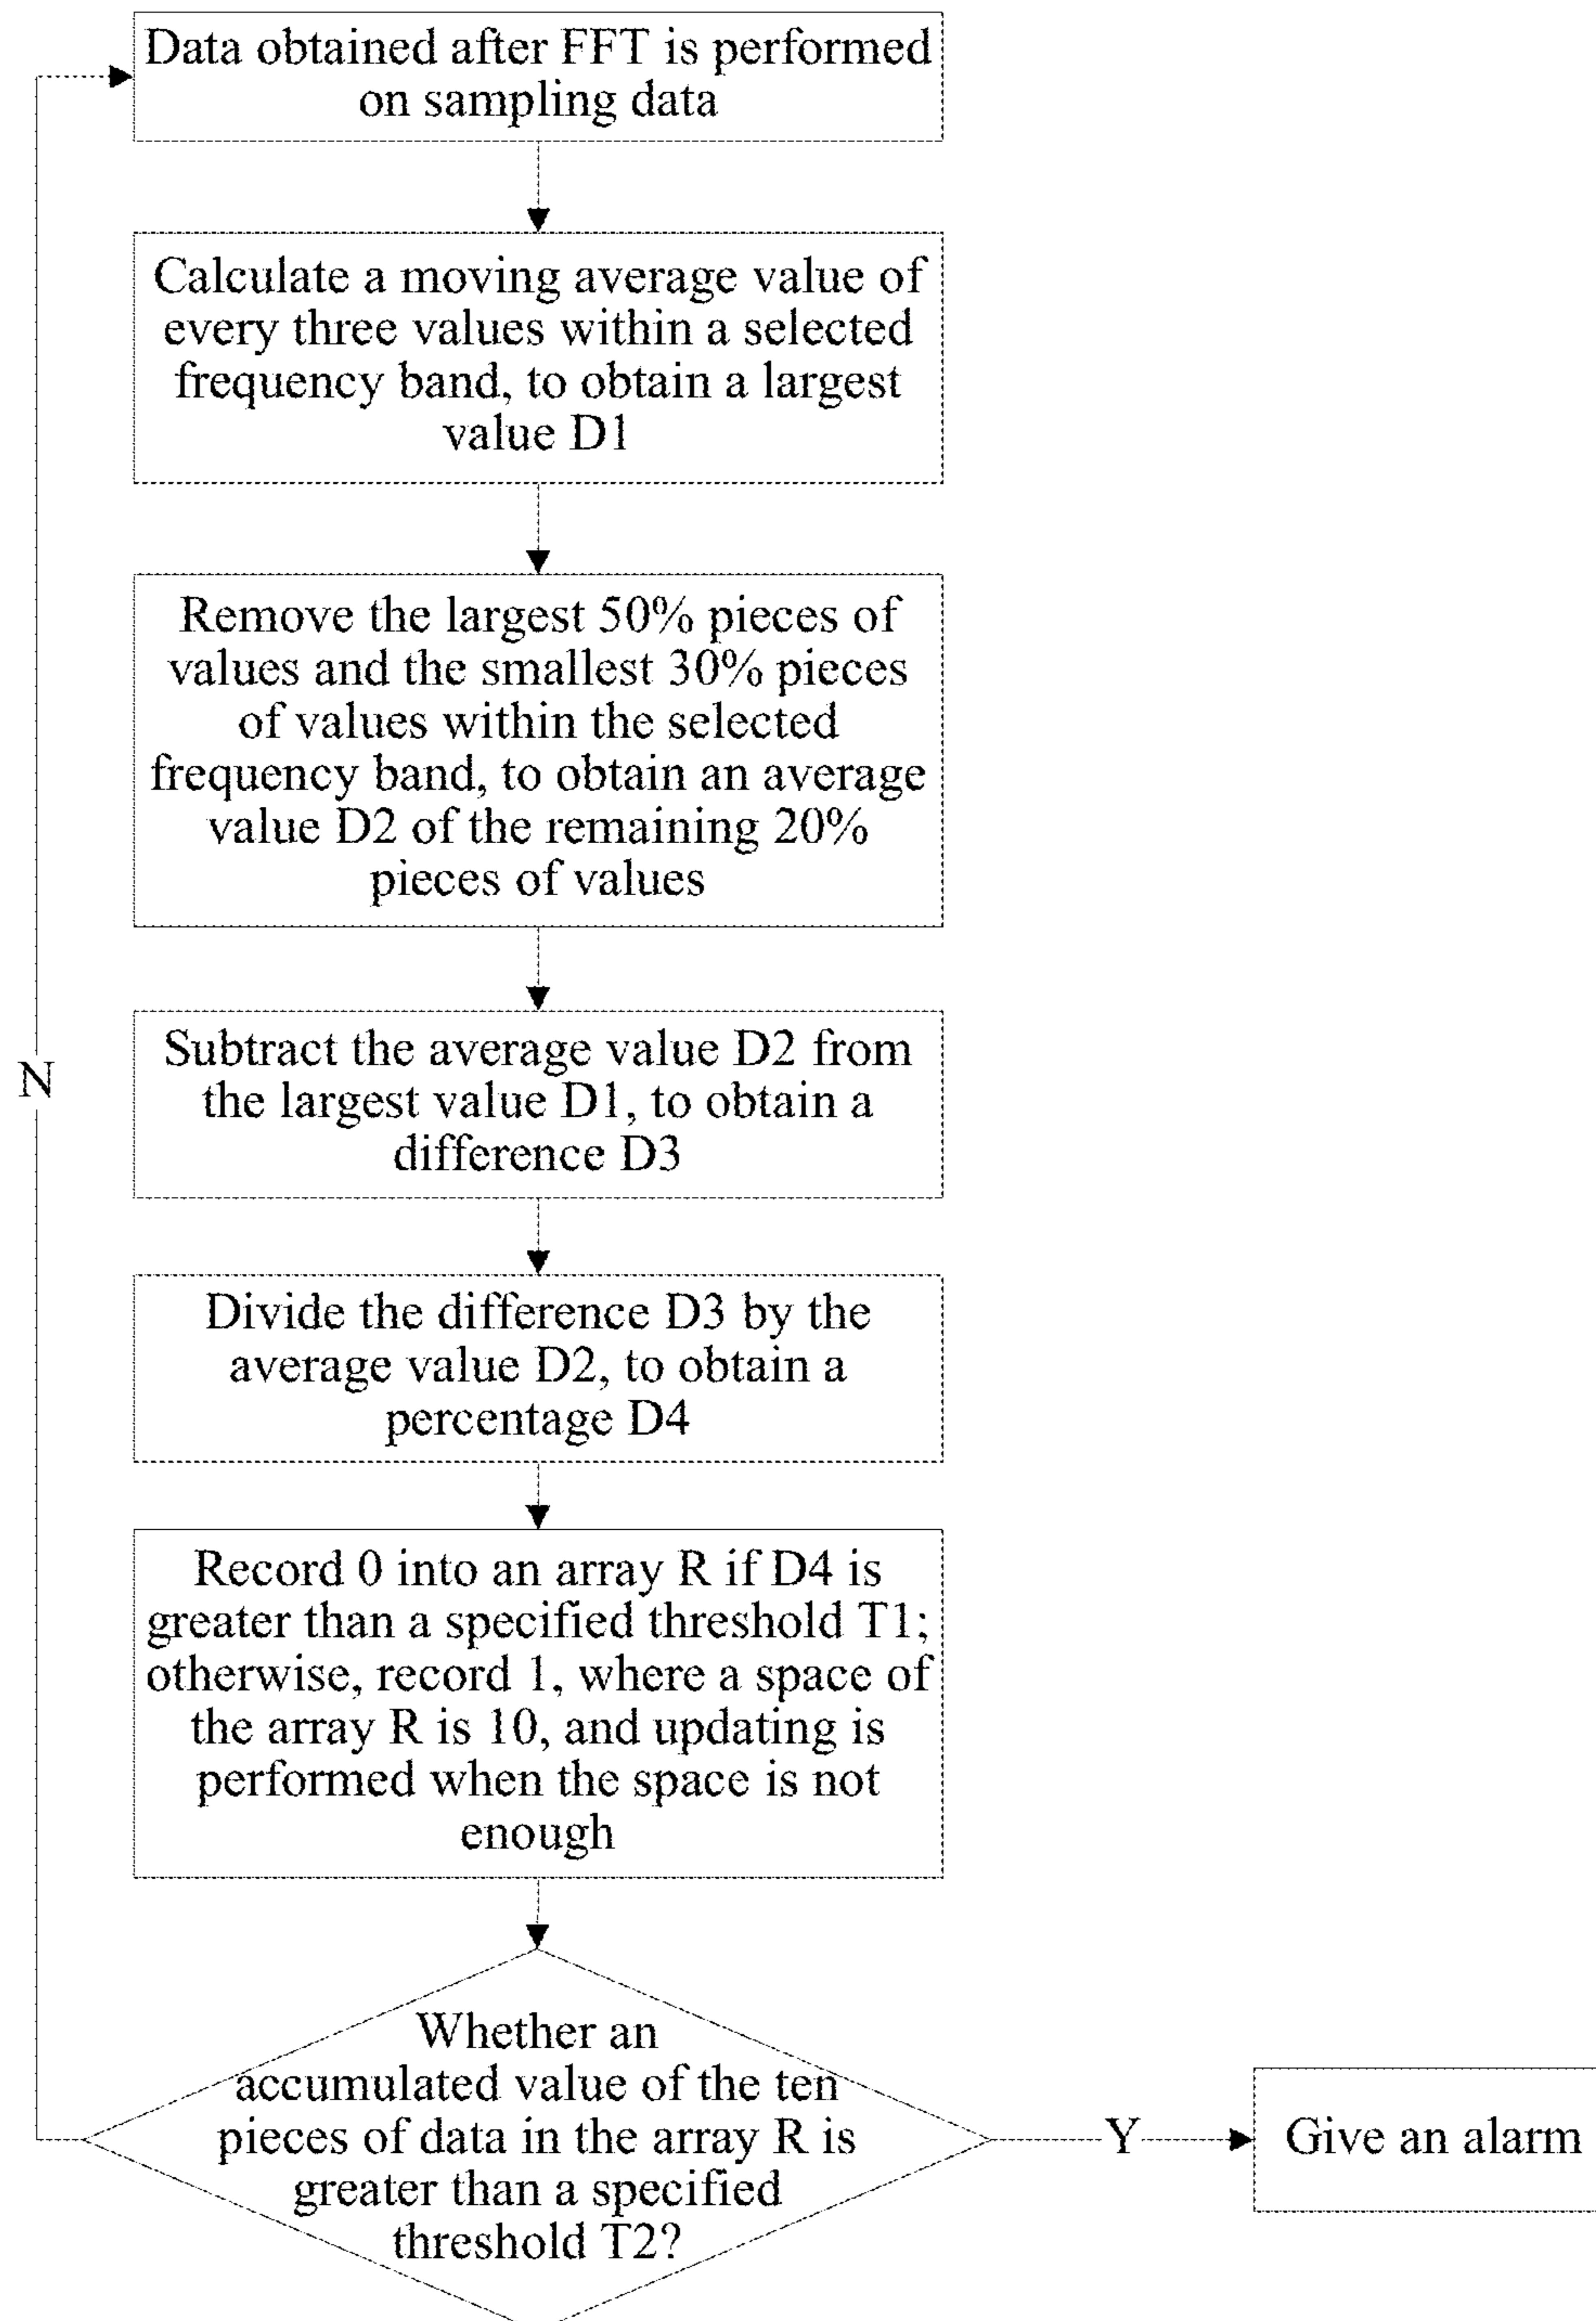 Data obtained after FFT is performed
on sampling data
Calculate a moving average value of
every three values within a selected
frequency band, to obtain a largest
value D1
Remove the largest 50% pieces of
values and the smallest 30% pieces
of values within the selected
frequency band, to obtain an average
value D2 of the remaining 20%
pieces of values
Subtract the average value D2 from
the largest value D1, to obtain a
difference D3
N
Divide the difference D3 by the
average value D2, to obtain a
percentage D4
Record 0 into an array R if D4 is
greater than a specified threshold T1;
otherwise, record 1, where a space of
the array R is 10, and updating is
performed when the space is not
enough
Whether an
accumulated value of the ten
pieces of data in the array R is
greater than a specified
threshold T2?
Y
Give an alarm